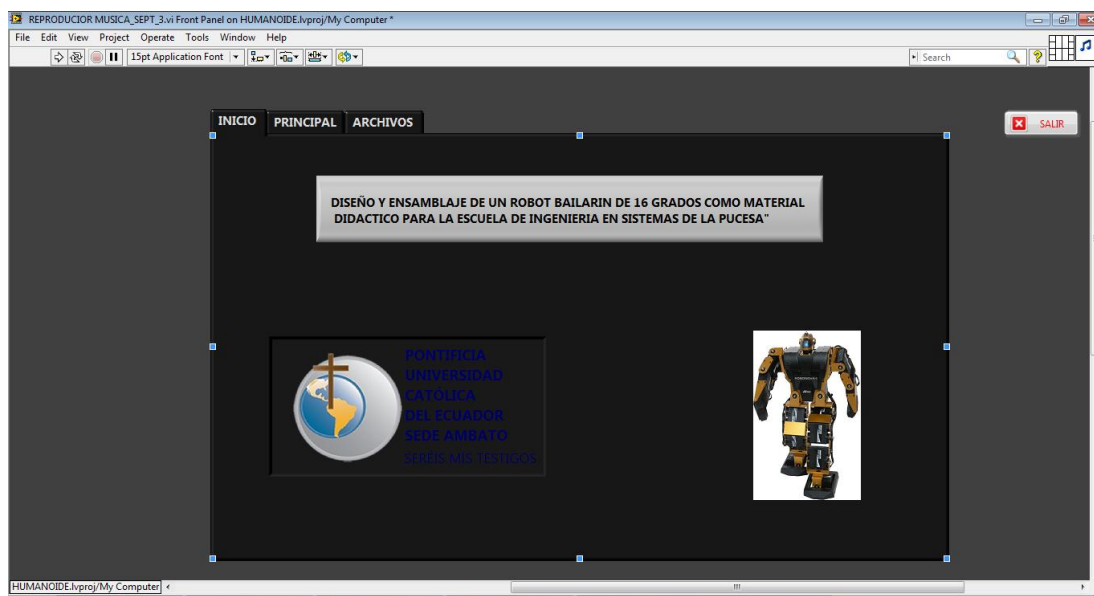 REPRODUCIOR MUSICA_SEPT_3.vi Front Panel on HUMANOIDE.lvproj/My Computer *
File Edit View Project Operate Tools Window Help
15pt Application Font
Search
INICIO PRINCIPAL ARCHIVOS
SALIR
DISEÑO Y ENSAMBLAJE DE UN ROBOT BAILARIN DE 16 GRADOS COMO MATERIAL
DIDACTICO PARA LA ESCUELA DE INGENIERIA EN SISTEMAS DE LA PUCESA"
PONTIFICIA
UNIVERSIDAD
CATÓLICA
DEL ECUADOR
SEDE AMBATO
SERÉIS MIS TESTIGOS
HUMANOIDE.lvproj/My Computer